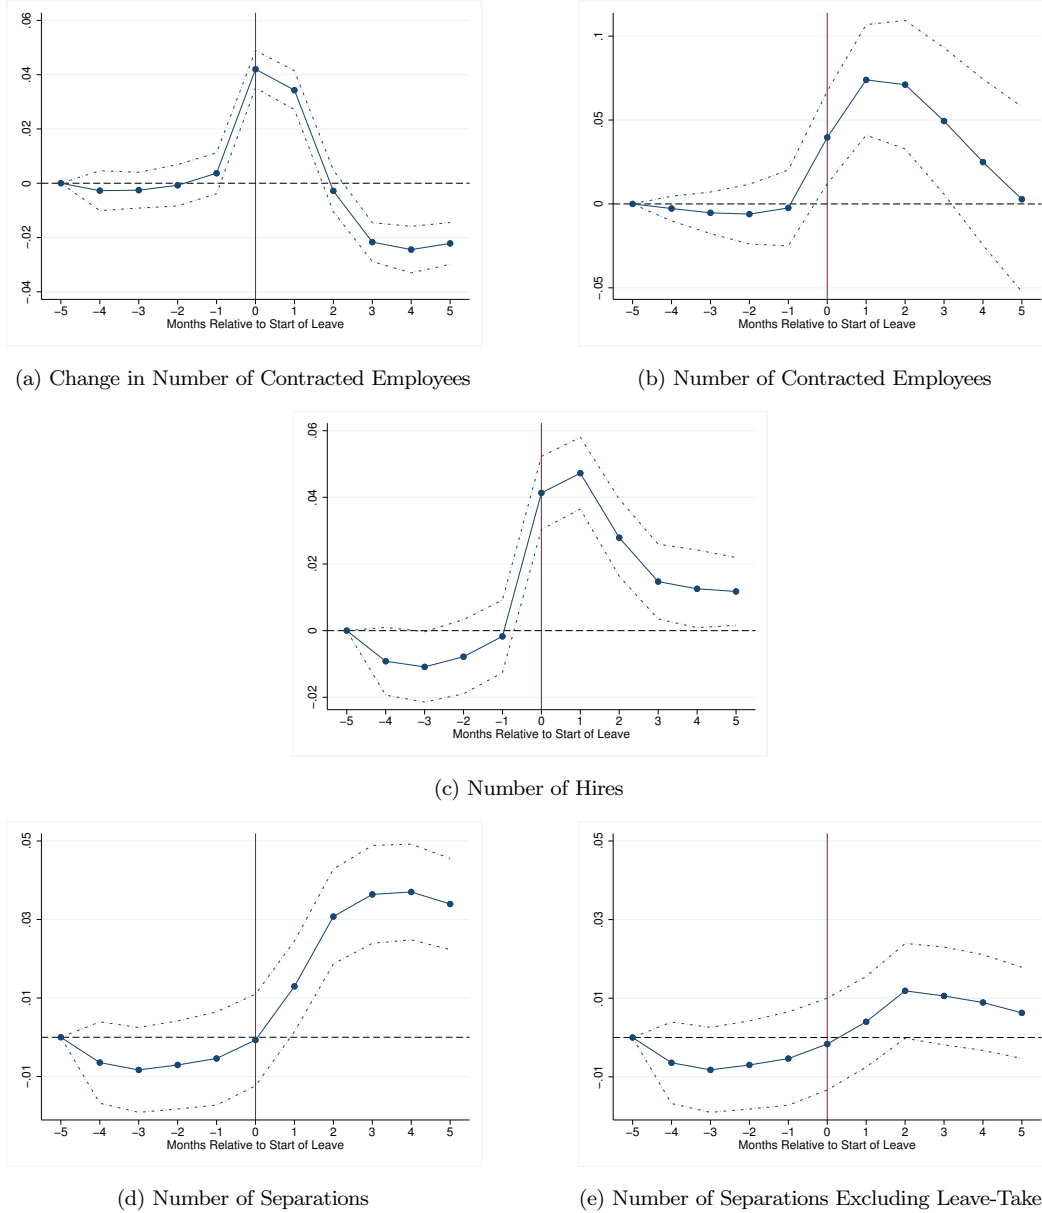 .06
.04
.02
0
-.02
-.04
−5 −4 −3 −2 −1 0 1 2 3 4 5
Months Relative to Start of Leave
(a) Change in Number of Contracted Employees
.1
.05
0
-.05
−5 −4 −3 −2 −1 0 1 2 3 4 5
Months Relative to Start of Leave
(b) Number of Contracted Employees
.06
.04
.02
0
-.02
−5 −4 −3 −2 −1 0 1 2 3 4 5
Months Relative to Start of Leave
(c) Number of Hires
.05
.03
.01
-.01
−5 −4 −3 −2 −1 0 1 2 3 4 5
Months Relative to Start of Leave
(d) Number of Separations
.05
.03
.01
-.01
−5 −4 −3 −2 −1 0 1 2 3 4 5
Months Relative to Start of Leave
(e) Number of Separations Excluding Leave-Take